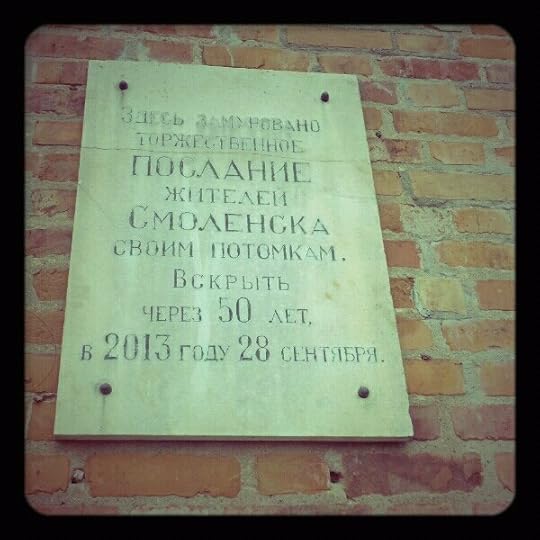 Здесь замуровано
торжественное
послание
жителей
Смоленска
своим потомкам.
Вскрыть
через 50 лет,
в 2013 году 28 сентября.